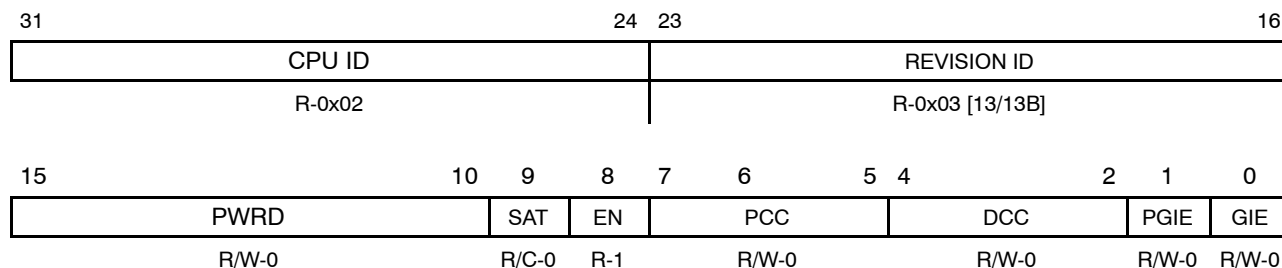 31 24 23 16
CPU ID REVISION ID
R-0x02 R-0x03 [13/13B]
15 10 9 8 7 6 5 4 2 1 0
PWRD SAT EN PCC DCC PGIE GIE
R/W-0 R/C-0 R-1 R/W-0 R/W-0 R/W-0 R/W-0